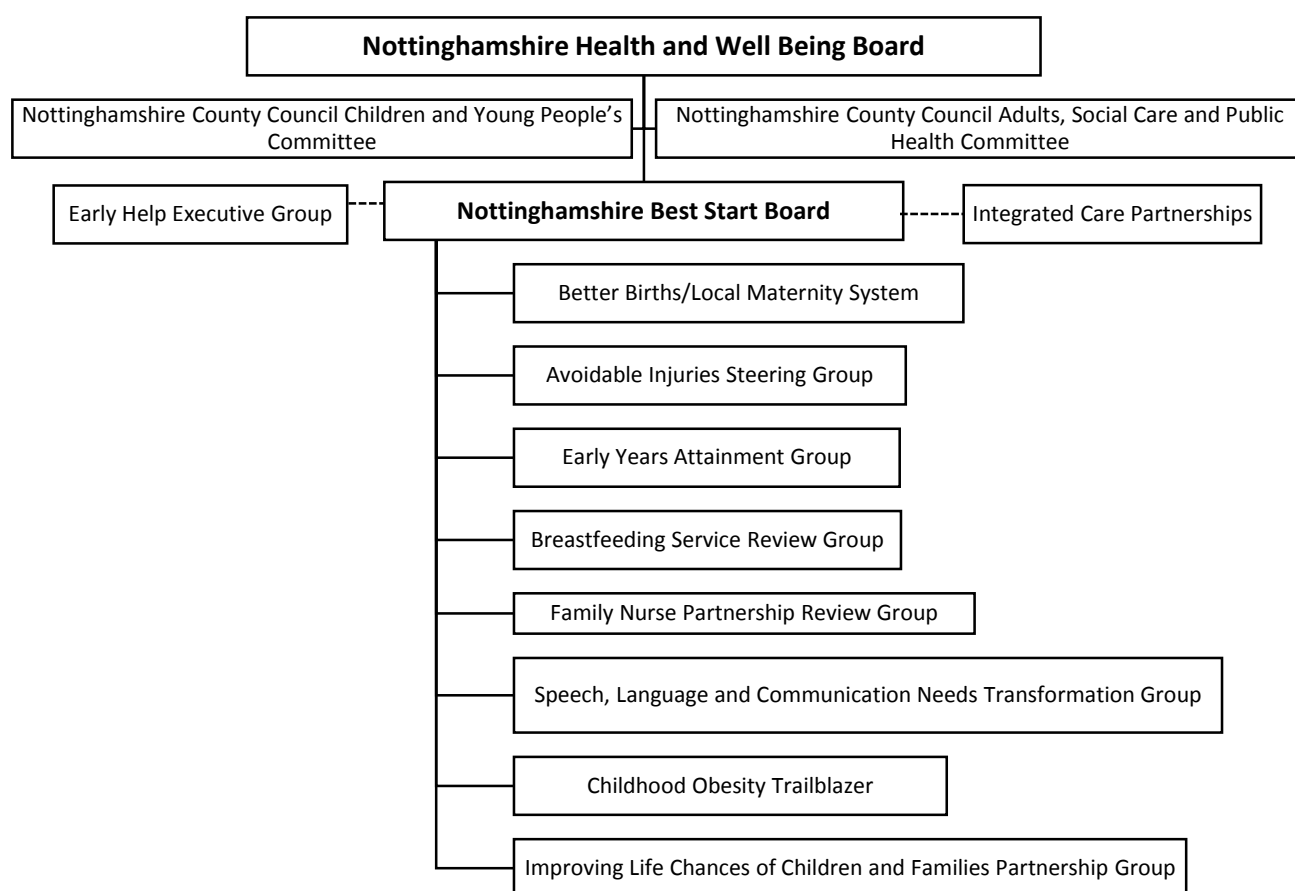 Nottinghamshire Health and Well Being Board
Nottinghamshire County Council Children and Young People’s
Committee
Nottinghamshire County Council Adults, Social Care and Public
Health Committee
Early Help Executive Group
Nottinghamshire Best Start Board
Integrated Care Partnerships
Better Births/Local Maternity System
Avoidable Injuries Steering Group
Early Years Attainment Group
Breastfeeding Service Review Group
Family Nurse Partnership Review Group
Speech, Language and Communication Needs Transformation Group
Childhood Obesity Trailblazer
Improving Life Chances of Children and Families Partnership Group